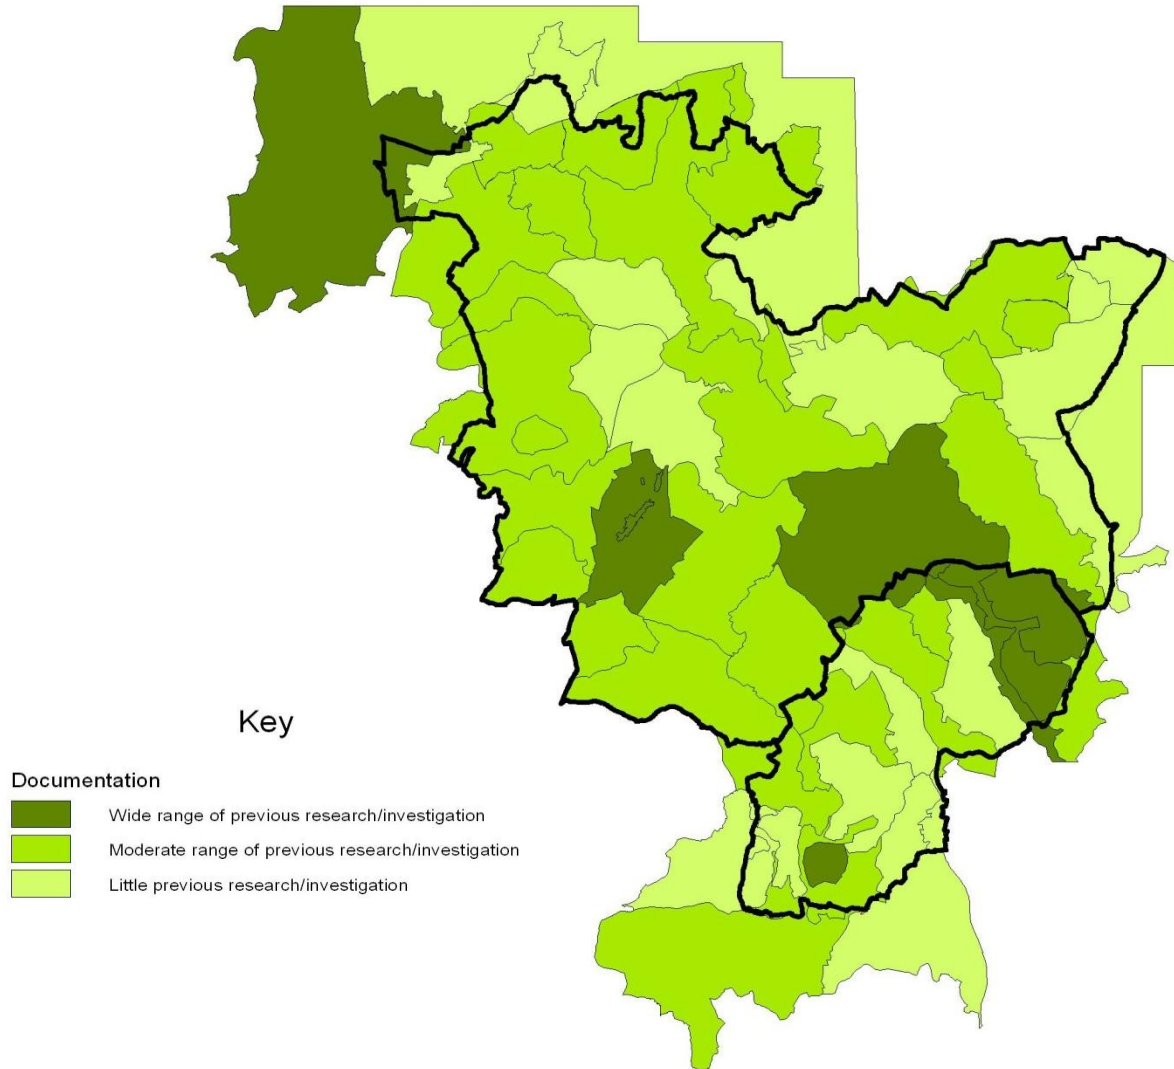 Key
Documentation
Wide range of previous research/investigation
Moderate range of previous research/investigation
Little previous research/investigation